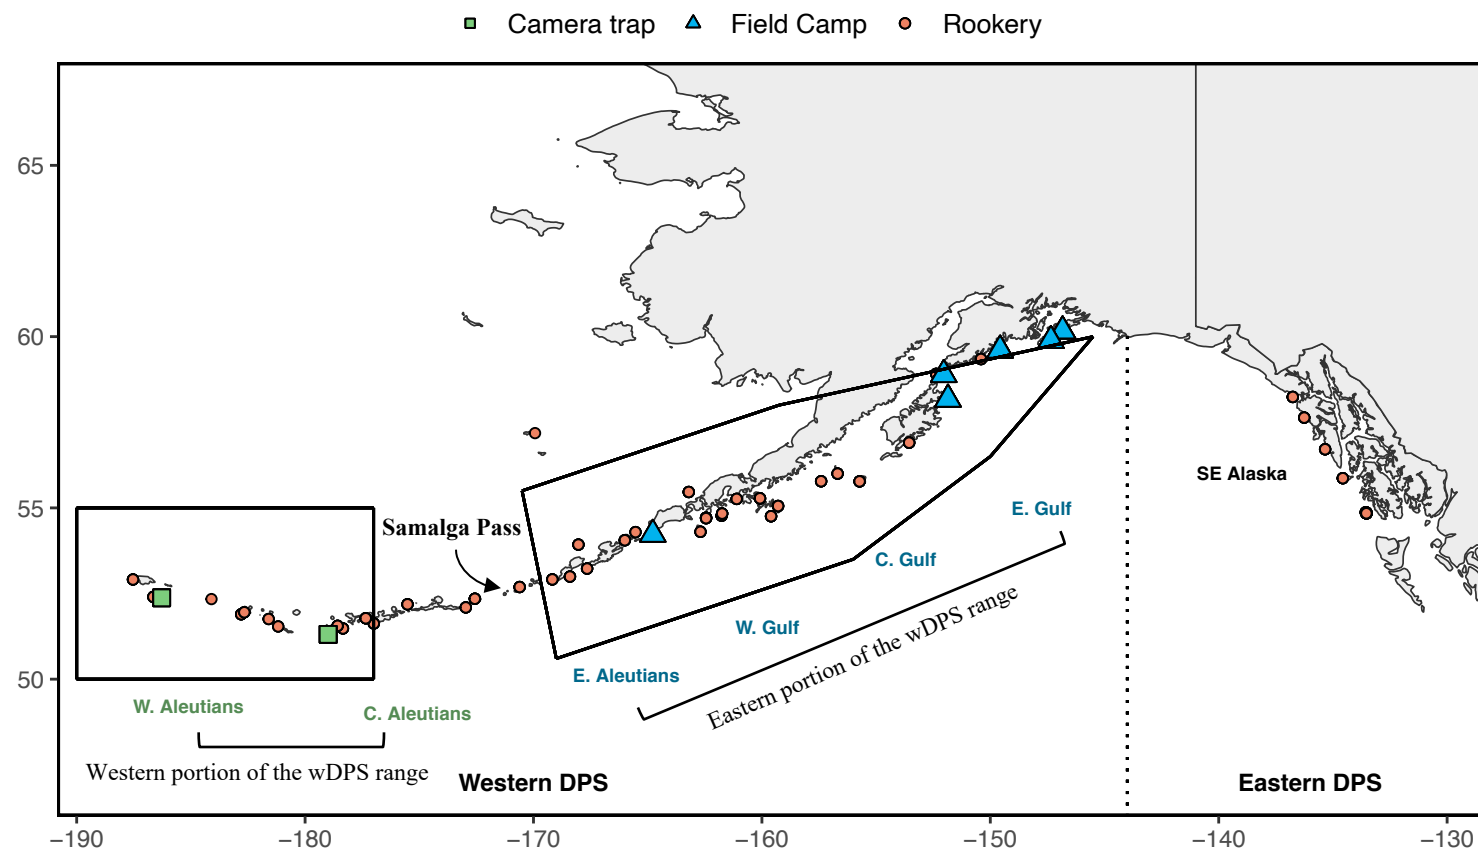 Camera trap Field Camp Rookery
65
60
55
50
Samalga Pass
SE Alaska
E. Gulf
C. Gulf
W. Gulf
E. Aleutians
Eastern portion of the wDPS range
W. Aleutians
C. Aleutians
Western portion of the wDPS range
Western DPS
Eastern DPS
−190 −180 −170 −160 −150 −140 −130